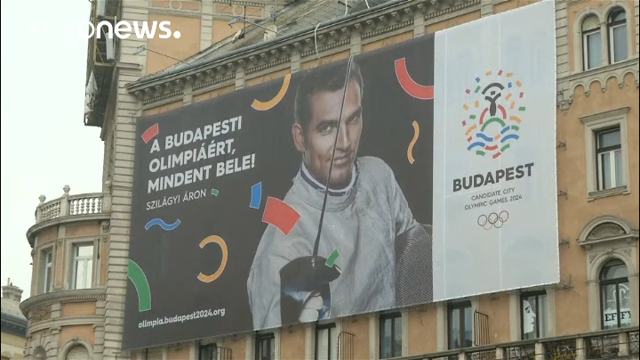 euronews.
A BUDAPESTI
OLIMPIÁÉRT,
MINDENT BELE!
SZILÁGYI ÁRON
BUDAPEST
CANDIDATE CITY
OLYMPIC GAMES 2024
olimpia.budapest2024.org